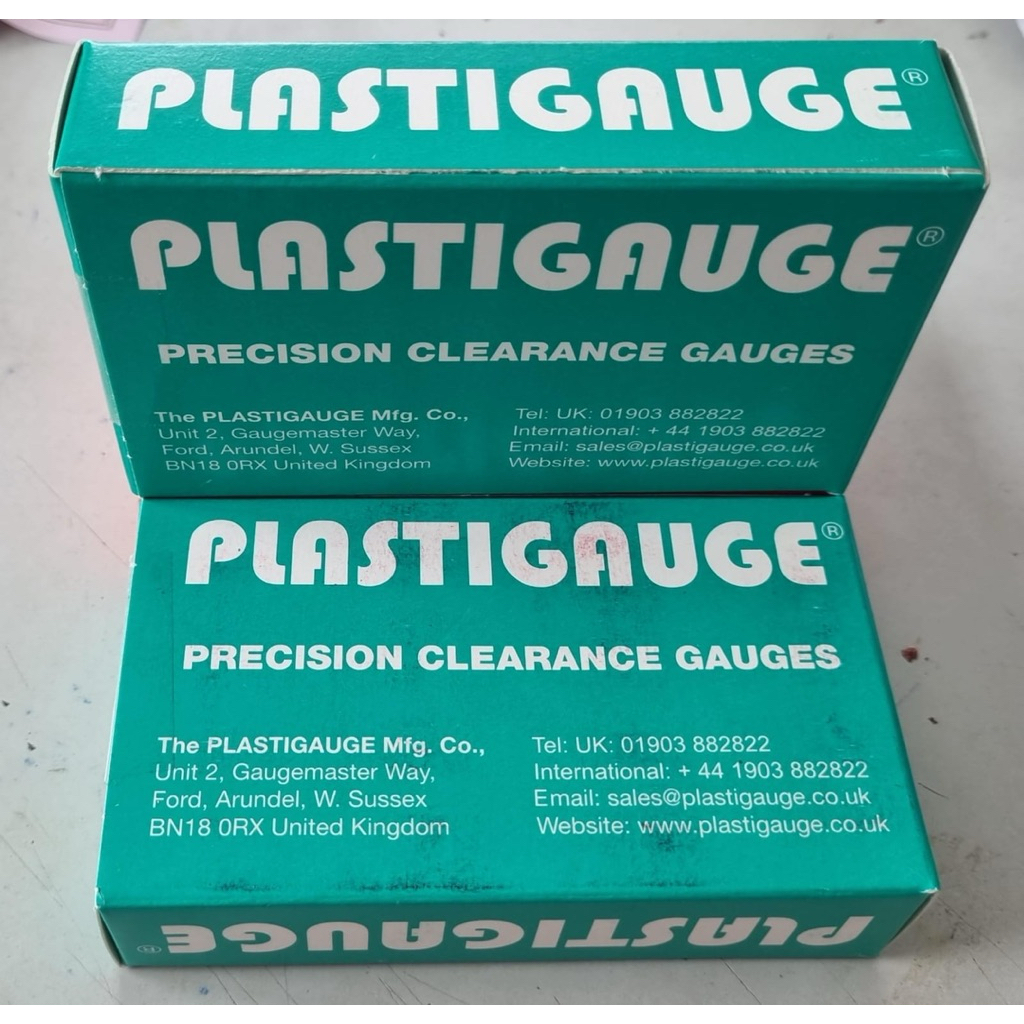 PLASTIGAUGE®
PLASTIGAUGE®
PRECISION CLEARANCE GAUGES
The PLASTIGAUGE Mfg. Co.,
Unit 2, Gaugemaster Way,
Ford, Arundel, W. Sussex
BN18 0RX United Kingdom
Tel: UK: 01903 882822
International: + 44 1903 882822
Email: sales@plastigauge.co.uk
Website: www.plastigauge.co.uk
PLASTIGAUGE®
PRECISION CLEARANCE GAUGES
The PLASTIGAUGE Mfg. Co.,
Unit 2, Gaugemaster Way,
Ford, Arundel, W. Sussex
BN18 0RX United Kingdom
Tel: UK: 01903 882822
International: + 44 1903 882822
Email: sales@plastigauge.co.uk
Website: www.plastigauge.co.uk
PLASTIGAUGE®